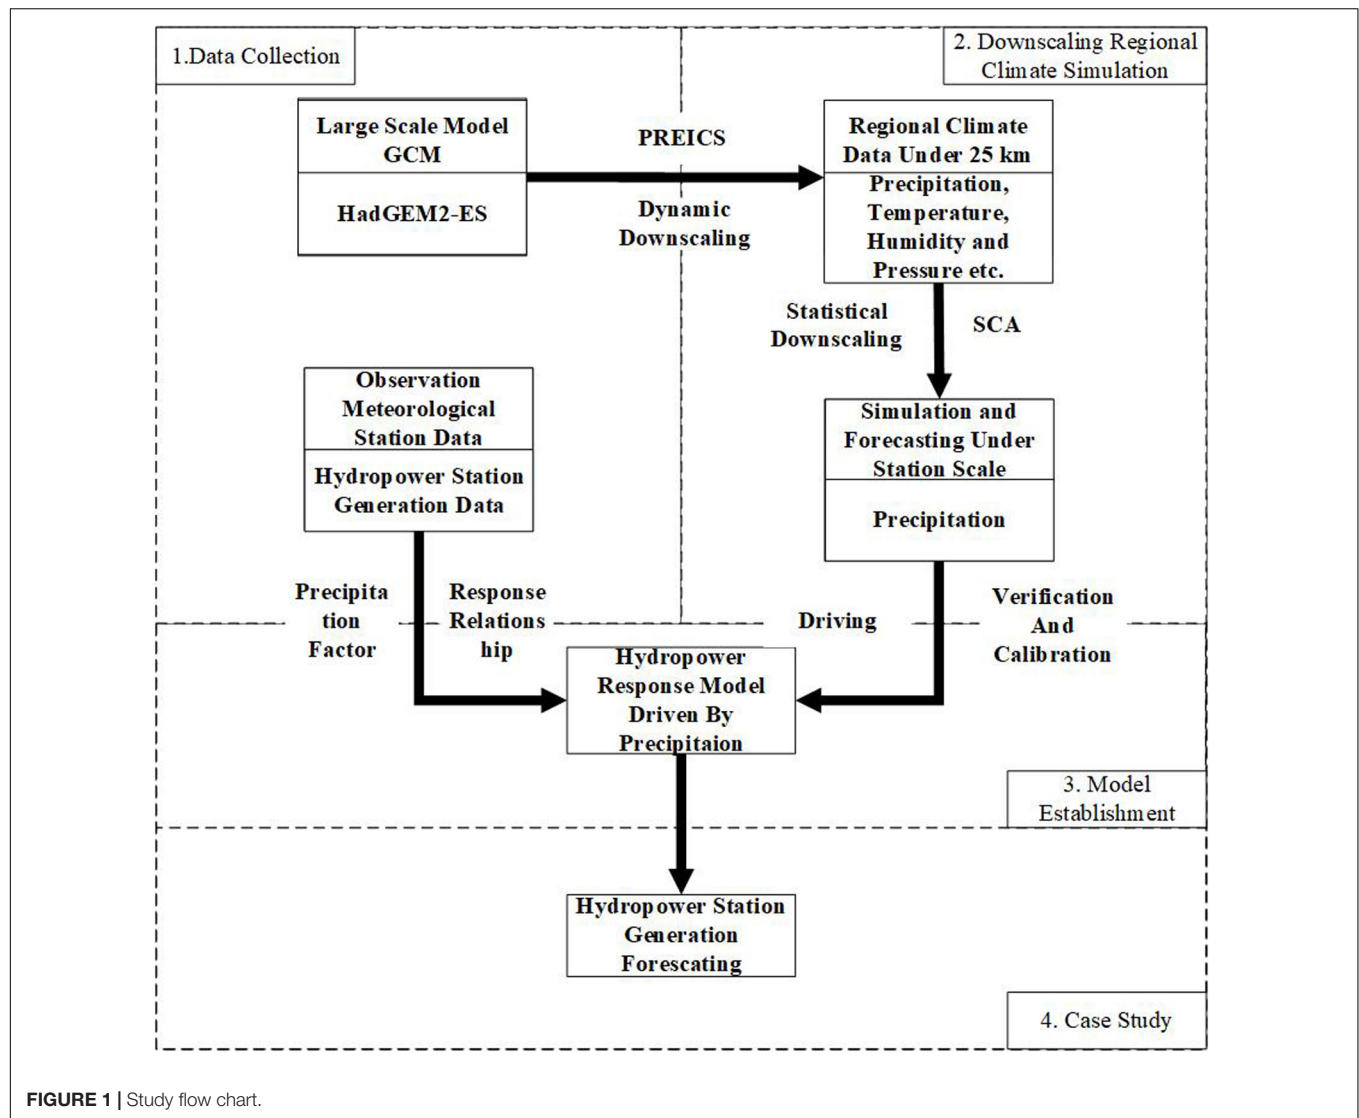 1.Data Collection
2. Downscaling Regional
Climate Simulation
Large Scale Model
GCM
HadGEM2-ES
PREICS
Dynamic
Downscaling
Regional Climate
Data Under 25 km
Precipitation,
Temperature,
Humidity and
Pressure etc.
Statistical
Downscaling
SCA
Observation
Meteorological
Station Data
Hydropower Station
Generation Data
Simulation and
Forecasting Under
Station Scale
Precipitation
Precipita
tion
Factor
Response
Relations
hip
Driving
Verification
And
Calibration
Hydropower
Response Model
Driven By
Precipitaion
3. Model
Establishment
Hydropower Station
Generation
Forescating
4. Case Study
FIGURE 1 | Study flow chart.